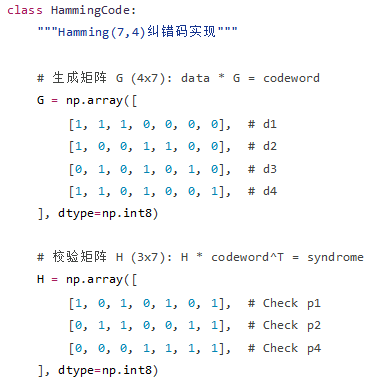 class HammingCode:
"""Hamming(7,4)纠错码实现"""
# 生成矩阵 G (4x7): data * G = codeword
G = np.array([
[1, 1, 1, 0, 0, 0, 0],  # d1
[1, 0, 0, 1, 1, 0, 0],  # d2
[0, 1, 0, 1, 0, 1, 0],  # d3
[1, 1, 0, 1, 0, 0, 1],  # d4
], dtype=np.int8)
# 校验矩阵 H (3x7): H * codeword^T = syndrome
H = np.array([
[1, 0, 1, 0, 1, 0, 1],  # Check p1
[0, 1, 1, 0, 0, 1, 1],  # Check p2
[0, 0, 0, 1, 1, 1, 1],  # Check p4
], dtype=np.int8)